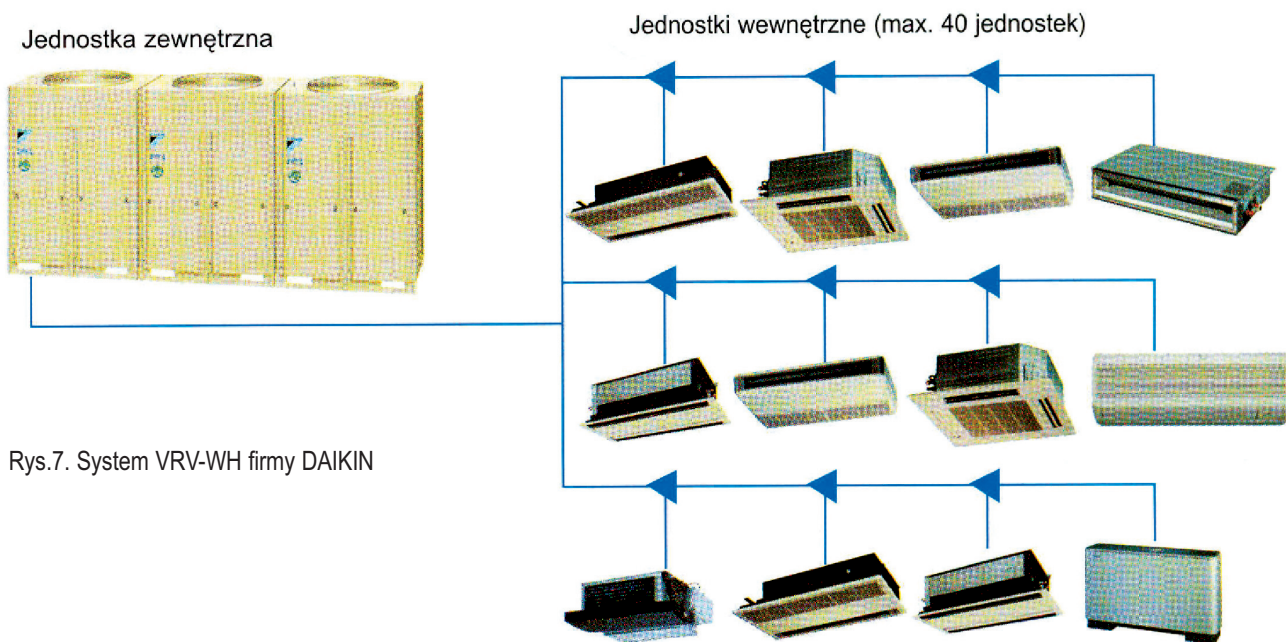 Jednostka zewnętrzna
Jednostki wewnętrzne (max. 40 jednostek)
Rys.7. System VRV-WH firmy DAIKIN